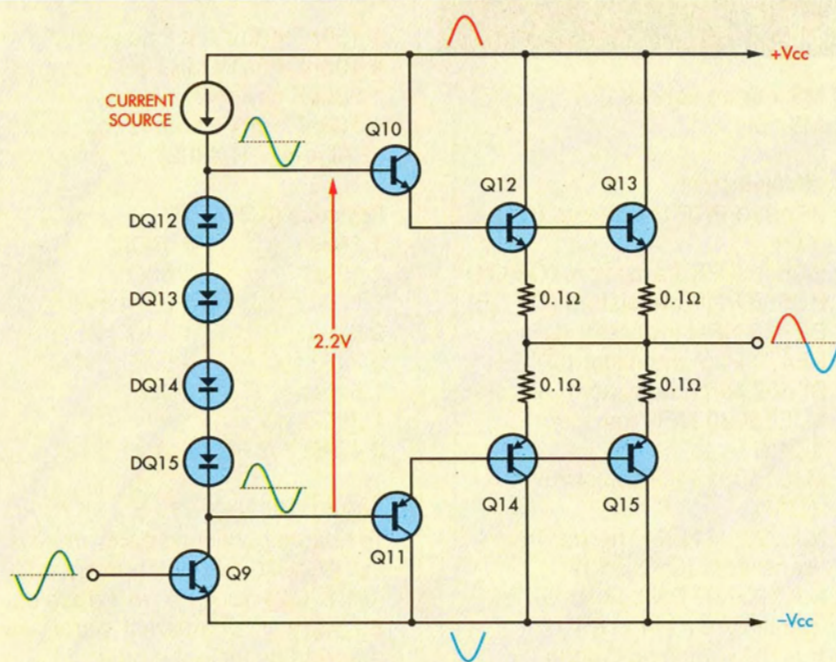 +Vcc
CURRENT
SOURCE
Q10
Q12
Q13
DQ12
DQ13
0.1Ω
0.1Ω
2.2V
DQ14
0.1Ω
0.1Ω
DQ15
Q14
Q15
Q11
Q9
−Vcc